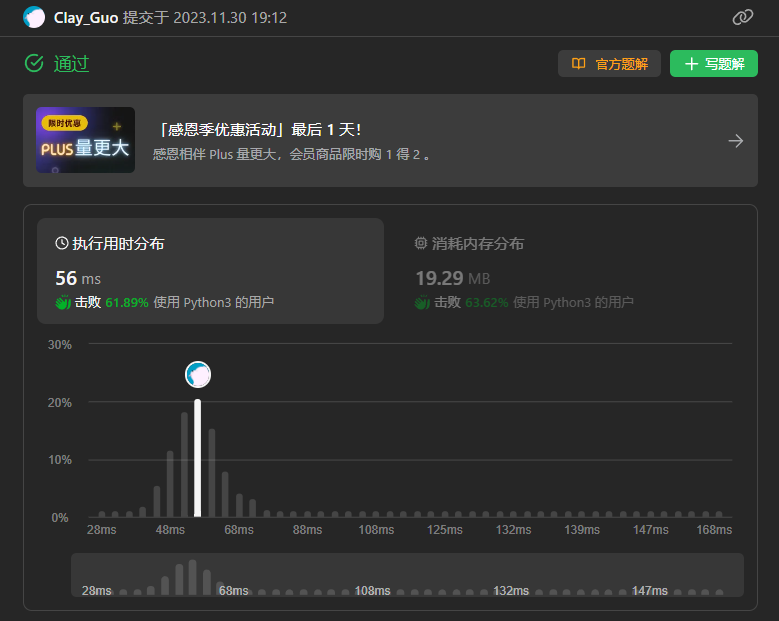 Clay_Guo 提交于 2023.11.30 19:12
通过
官方题解
写题解
限时优惠
PLUS量更大
「感恩季优惠活动」最后 1 天！
感恩相伴 Plus 量更大，会员商品限时购 1 得 2 。
执行用时分布
56 ms
击败 61.89% 使用 Python3 的用户
消耗内存分布
19.29 MB
击败 63.62% 使用 Python3 的用户
30%
20%
10%
0%
28ms 48ms 68ms 88ms 108ms 125ms 132ms 139ms 147ms 168ms
28ms 68ms 108ms 132ms 147ms